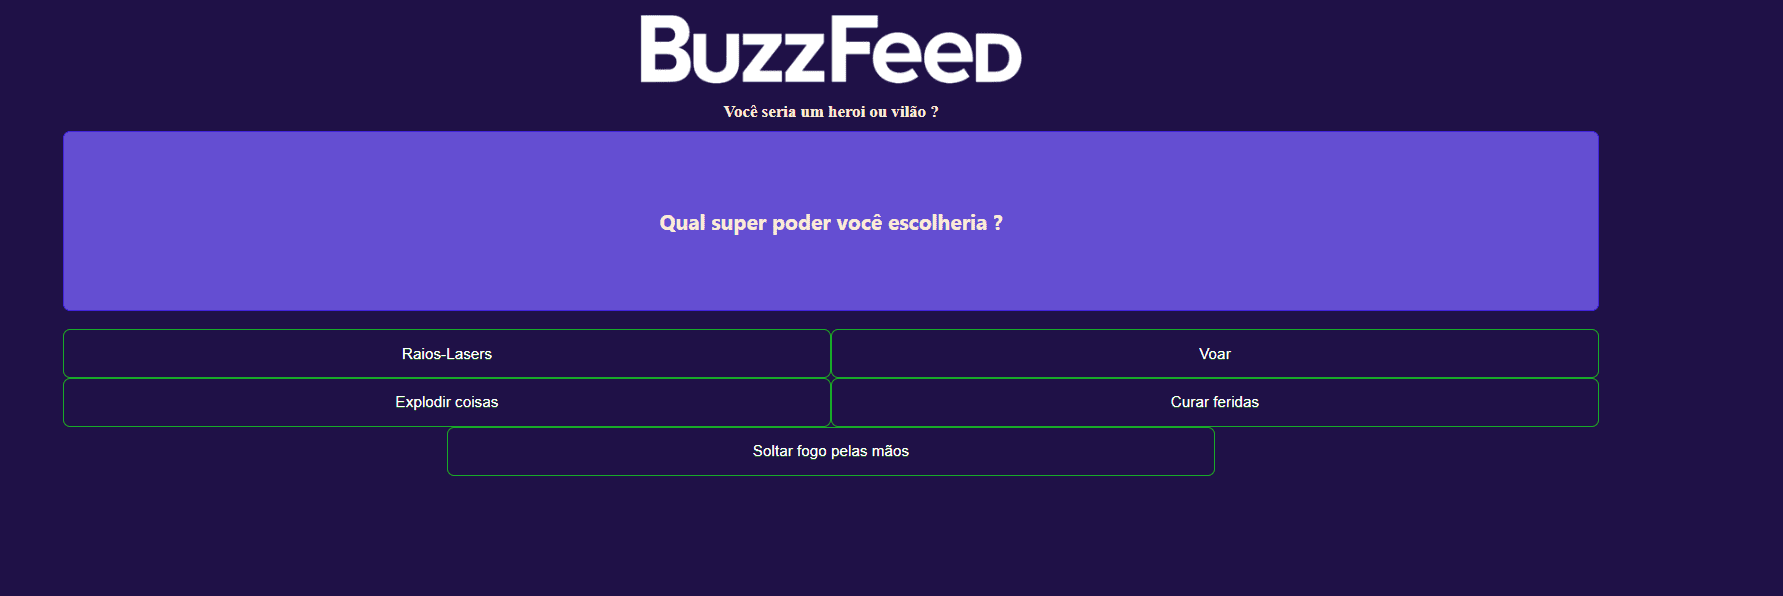 BuzzFeed
Você seria um heroi ou vilão ?
Qual super poder você escolheria ?
Raios-Lasers
Voar
Explodir coisas
Curar feridas
Soltar fogo pelas mãos